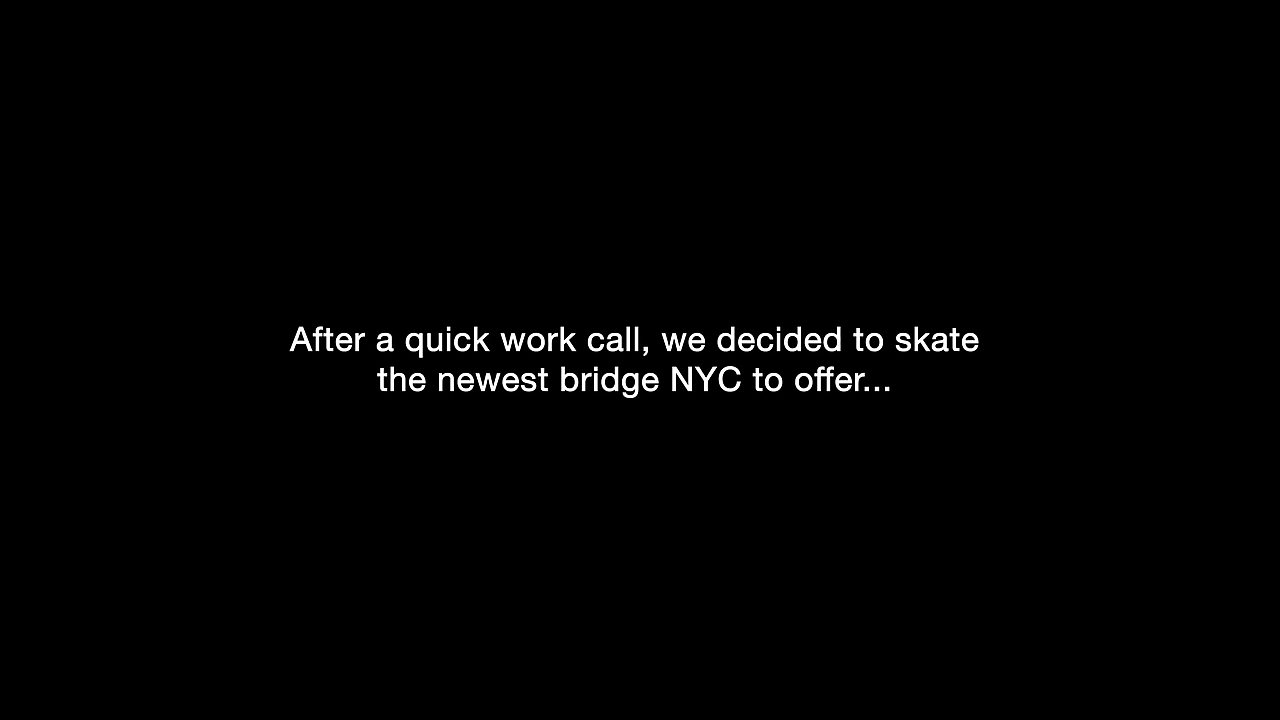 After a quick work call, we decided to skate
the newest bridge NYC to offer...